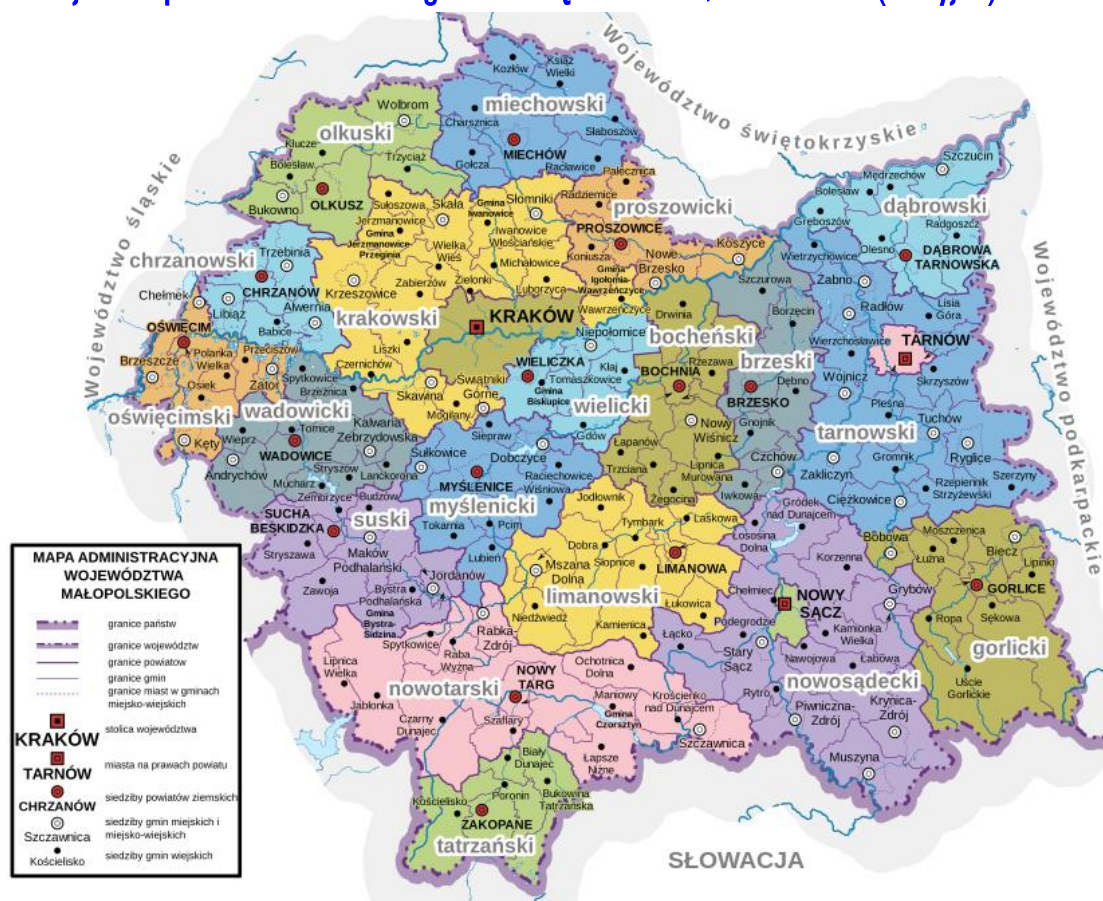 Województwo śląskie
Województwo świętokrzyskie
Województwo podkarpackie
SŁOWACJA
olkuski
Wolbrom
Klucze
Bolesław
Trzyciąż
Bukowno
OLKUSZ
miechowski
Kozłów
Książ
Wielki
Charsznica
Słaboszów
MIECHÓW
Gołcza
Racławice
proszowicki
Pałecznica
Radziemice
PROSZOWICE
Koniusza
Nowe
Brzesko
Koszyce
Gmina
Igołomia-
Wawrzeńczyce
Wawrzeńczyce
dąbrowski
Szczucin
Mędrzechów
Bolesław
Gręboszów
Radgoszcz
Olesno
DĄBROWA
TARNOWSKA
chrzanowski
Trzebinia
CHRZANÓW
Libiąż
Alwernia
Babice
krakowski
Sułoszowa
Skała
Jerzmanowice
Gmina
Jerzmanowice
Przeginia
Gmina
Iwanowice
Słomniki
Iwanowice
Włościańskie
Wielka
Wieś
Michałowice
Krzeszowice
Zabierzów
Zielonki
Luborzyca
Liszki
Czernichów
Skawina
Mogilany
Świątniki
Górne
KRAKÓW
oświęcimski
Chełmek
OŚWIĘCIM
Brzeszcze
Polanka
Wielka
Przeciszów
Osiek
Zator
Kęty
wadowicki
Spytkowice
Brzeźnica
Tomice
Wieprz
WADOWICE
Kalwaria
Zebrzydowska
Andrychów
Stryszów
Lanckorona
Mucharz
wielicki
Niepołomice
WIELICZKA
Kłaj
Tomaszkowice
Gmina
Biskupice
Gdów
bocheński
Drwinia
Rzezawa
BOCHNIA
Nowy
Wiśnicz
Łapanów
Trzciana
Lipnica
Murowana
Żegocina
brzeski
Szczurowa
Borzęcin
Dębno
BRZESKO
Gnojnik
Czchów
Iwkowa
tarnowski
Wietrzychowice
Żabno
Radłów
Lisia
Góra
Wierzchosławice
TARNÓW
Wojnicz
Skrzyszów
Pleśna
Tuchów
Zakliczyn
Gromnik
Ryglice
Rzepiennik
Strzyżewski
Szerzyny
Ciężkowice
suski
Zembrzyce
Budzów
SUCHA
BESKIDZKA
Stryszawa
Maków
Podhalański
Zawoja
Jordanów
Bystra
Podhalańska
Gmina
Bystra-
Sidzina
myślenicki
Siepraw
Sułkowice
Dobczyce
MYŚLENICE
Raciechowice
Wiśniowa
Tokarnia
Pcim
Lubień
limanowski
Jodłownik
Tymbark
Laskowa
Dobra
Słopnice
LIMANOWA
Mszana
Dolna
Niedźwiedź
Łukowica
Kamienica
nowosądecki
Gródek
nad Dunajcem
Łososina
Dolna
Korzenna
Chełmiec
NOWY
SĄCZ
Grybów
Podegrodzie
Kamionka
Wielka
Łącko
Stary
Sącz
Nawojowa
Łabowa
Rytro
Piwniczna-
Zdrój
Krynica-
Zdrój
Muszyna
gorlicki
Bobowa
Moszczenica
Łużna
Biecz
Lipinki
GORLICE
Ropa
Sękowa
Uście
Gorlickie
nowotarski
Rabka-
Zdrój
Spytkowice
Raba
Wyżna
Lipnica
Wielka
Jabłonka
NOWY
TARG
Ochotnica
Dolna
Maniowy
Gmina
Czorsztyn
Krościenko
nad Dunajcem
Szczawnica
Czarny
Dunajec
Szaflary
Łapsze
Niżne
tatrzański
Biały
Dunajec
Poronin
Bukowina
Tatrzańska
Kościelisko
ZAKOPANE
MAPA ADMINISTRACYJNA
WOJEWÓDZTWA
MAŁOPOLSKIEGO
granice państw
granice województw
granice powiatów
granice gmin
granice miast w gminach
miejsko-wiejskich
KRAKÓW
stolica województwa
TARNÓW
miasta na prawach powiatu
CHRZANÓW
siedziby powiatów ziemskich
Szczawnica
siedziby gmin miejskich i
miejsko-wiejskich
Kościelisko
siedziby gmin wiejskich